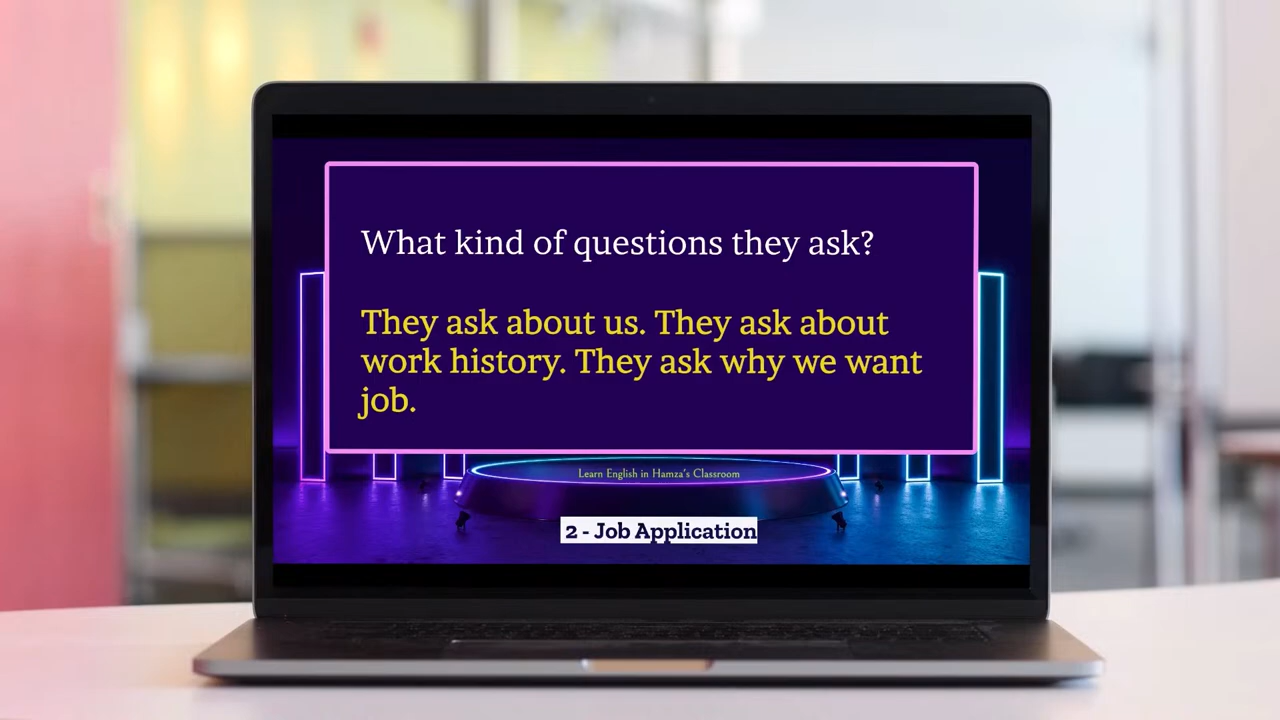 What kind of questions they ask?
They ask about us. They ask about
work history. They ask why we want
job.
Learn English in Hamza's Classroom
2 - Job Application